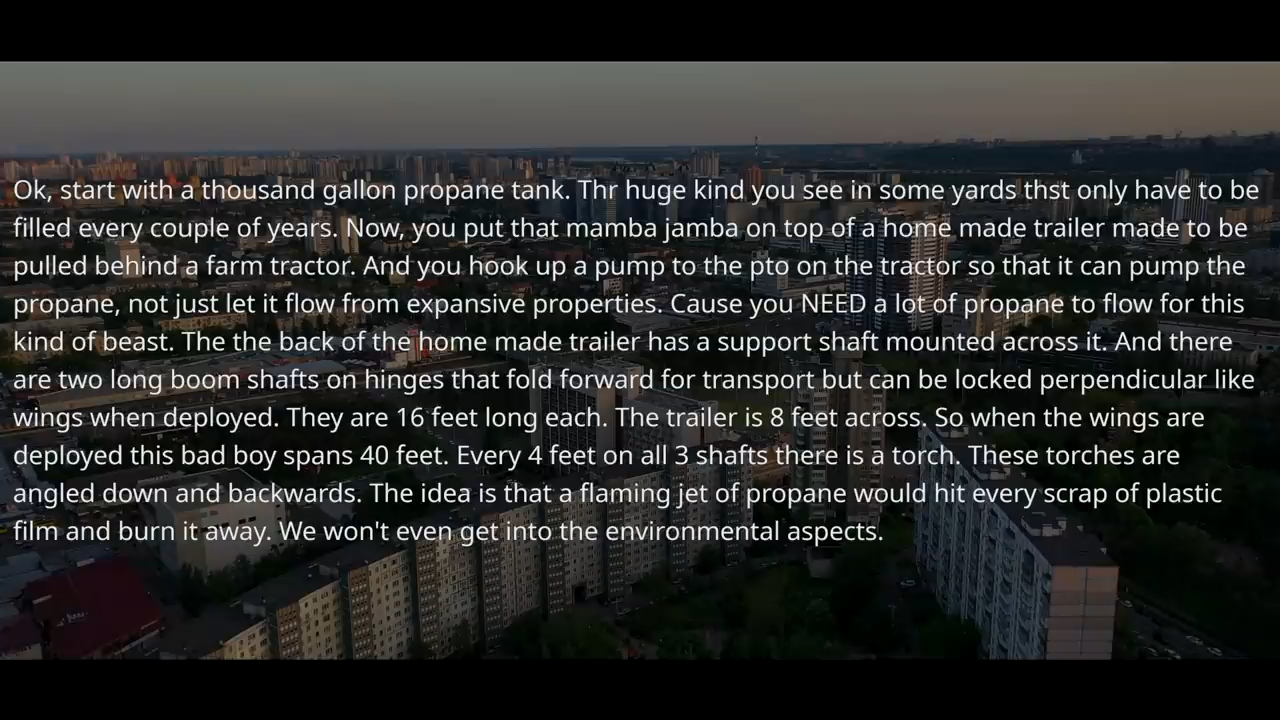 Ok, start with a thousand gallon propane tank. Thr huge kind you see in some yards thst only have to be
filled every couple of years. Now, you put that mamba jamba on top of a home made trailer made to be
pulled behind a farm tractor. And you hook up a pump to the pto on the tractor so that it can pump the
propane, not just let it flow from expansive properties. Cause you NEED a lot of propane to flow for this
kind of beast. The the back of the home made trailer has a support shaft mounted across it. And there
are two long boom shafts on hinges that fold forward for transport but can be locked perpendicular like
wings when deployed. They are 16 feet long each. The trailer is 8 feet across. So when the wings are
deployed this bad boy spans 40 feet. Every 4 feet on all 3 shafts there is a torch. These torches are
angled down and backwards. The idea is that a flaming jet of propane would hit every scrap of plastic
film and burn it away. We won't even get into the environmental aspects.